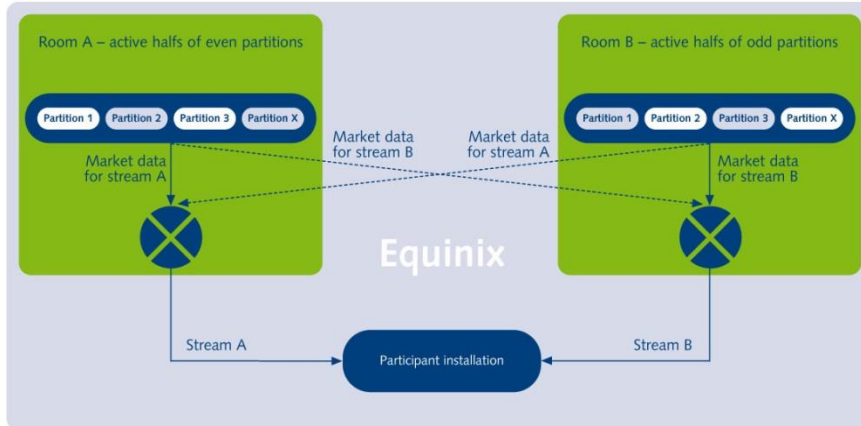 Room A – active halfs of even partitions
Room B – active halfs of odd partitions
Partition 1 Partition 2 Partition 3 Partition X
Partition 1 Partition 2 Partition 3 Partition X
Market data
for stream A
Market data
for stream B
Market data
for stream A
Market data
for stream B
Equinix
Stream A
Participant installation
Stream B